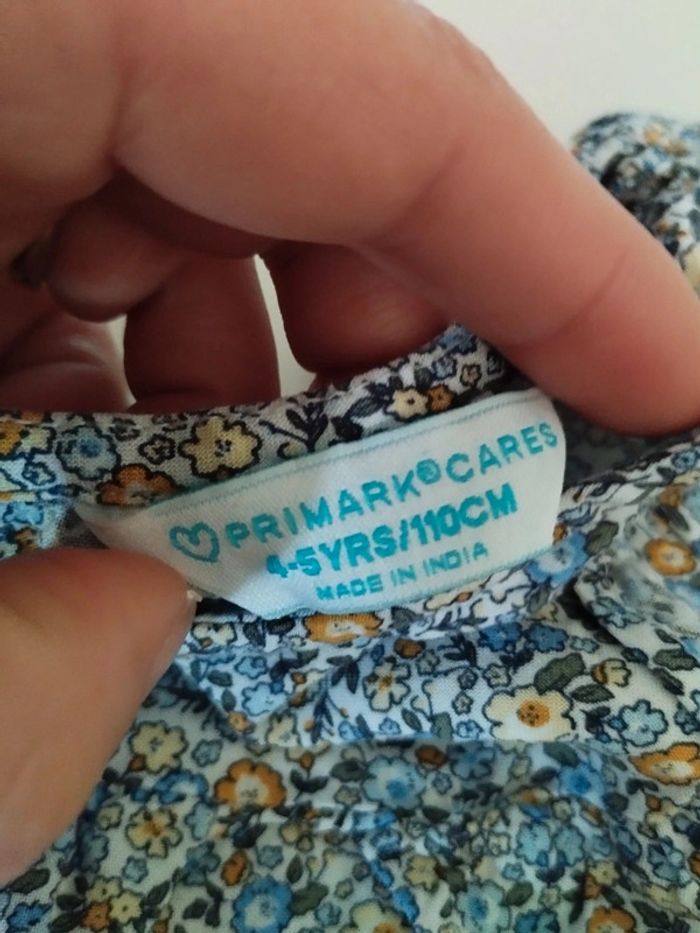 PRIMARK® CARES
4-5YRS/110CM
MADE IN INDIA